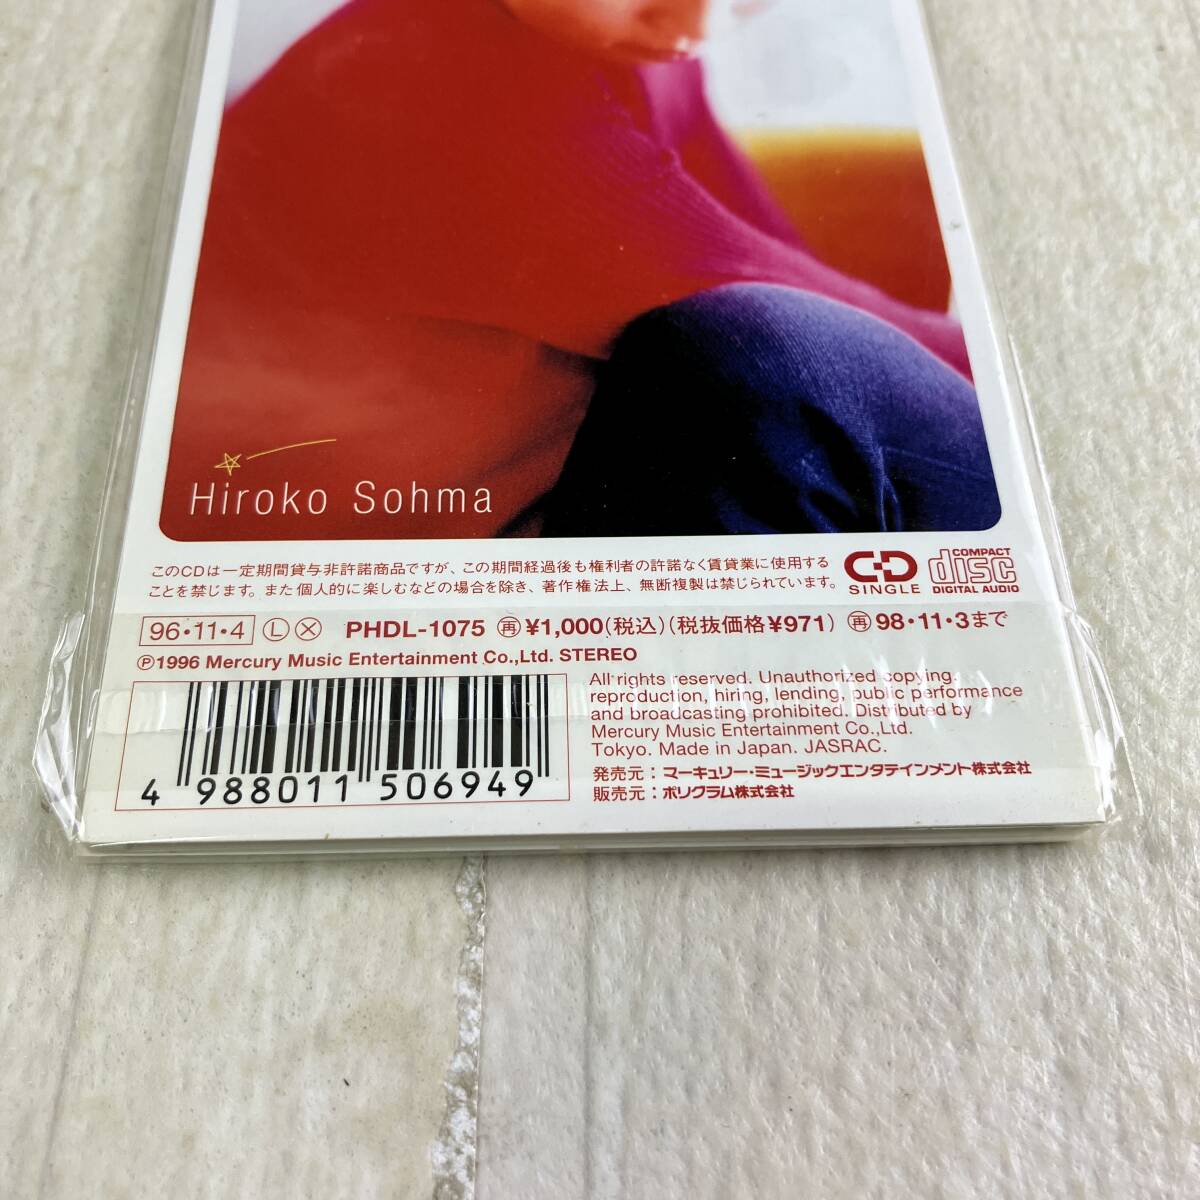 Hiroko Sohma
このCDは一定期間貸与非許諾商品ですが、この期間経過後も権利者の許諾なく賃貸業に使用する
ことを禁じます。また個人的に楽しむなどの場合を除き、著作権法上、無断複製は禁じられています。
CD SINGLE
COMPACT disc DIGITAL AUDIO
96・11・4 Ⓛ Ⓧ PHDL-1075 ㊢¥1,000(税込)(税抜価格¥971) ㊢98・11・3まで
Ⓟ1996 Mercury Music Entertainment Co.,Ltd. STEREO
All rights reserved. Unauthorized copying,
reproduction, hiring, lending, public performance
and broadcasting prohibited. Distributed by
Mercury Music Entertainment Co.,Ltd.
Tokyo. Made in Japan. JASRAC.
発売元：マーキュリー・ミュージックエンタテインメント株式会社
販売元：ポリグラム株式会社
4 988011 506949